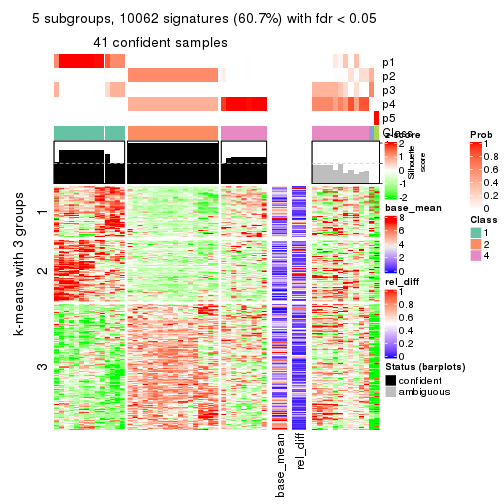 5 subgroups, 10062 signatures (60.7%) with fdr < 0.05
41 confident samples
p1
p2
p3
p4
p5
Class
z-score
2
1
0
-1
-2
Silhouette
score
Prob
1
0.8
0.6
0.4
0.2
0
Class
1
2
4
base_mean
8
6
4
2
0
rel_diff
1
0.8
0.6
0.4
0.2
0
Status (barplots)
confident
ambiguous
k-means with 3 groups
1
2
3
base_mean
rel_diff